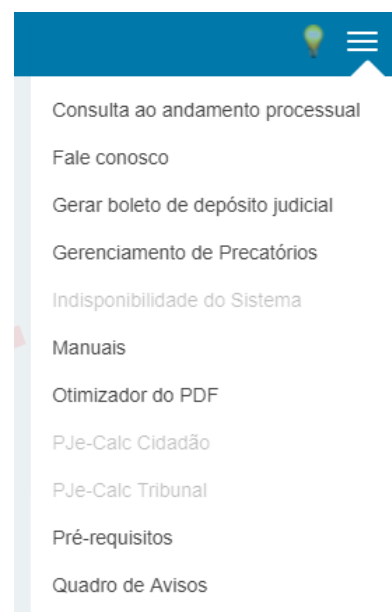 Consulta ao andamento processual
Fale conosco
Gerar boleto de depósito judicial
Gerenciamento de Precatórios
Indisponibilidade do Sistema
Manuais
Otimizador do PDF
PJe-Calc Cidadão
PJe-Calc Tribunal
Pré-requisitos
Quadro de Avisos